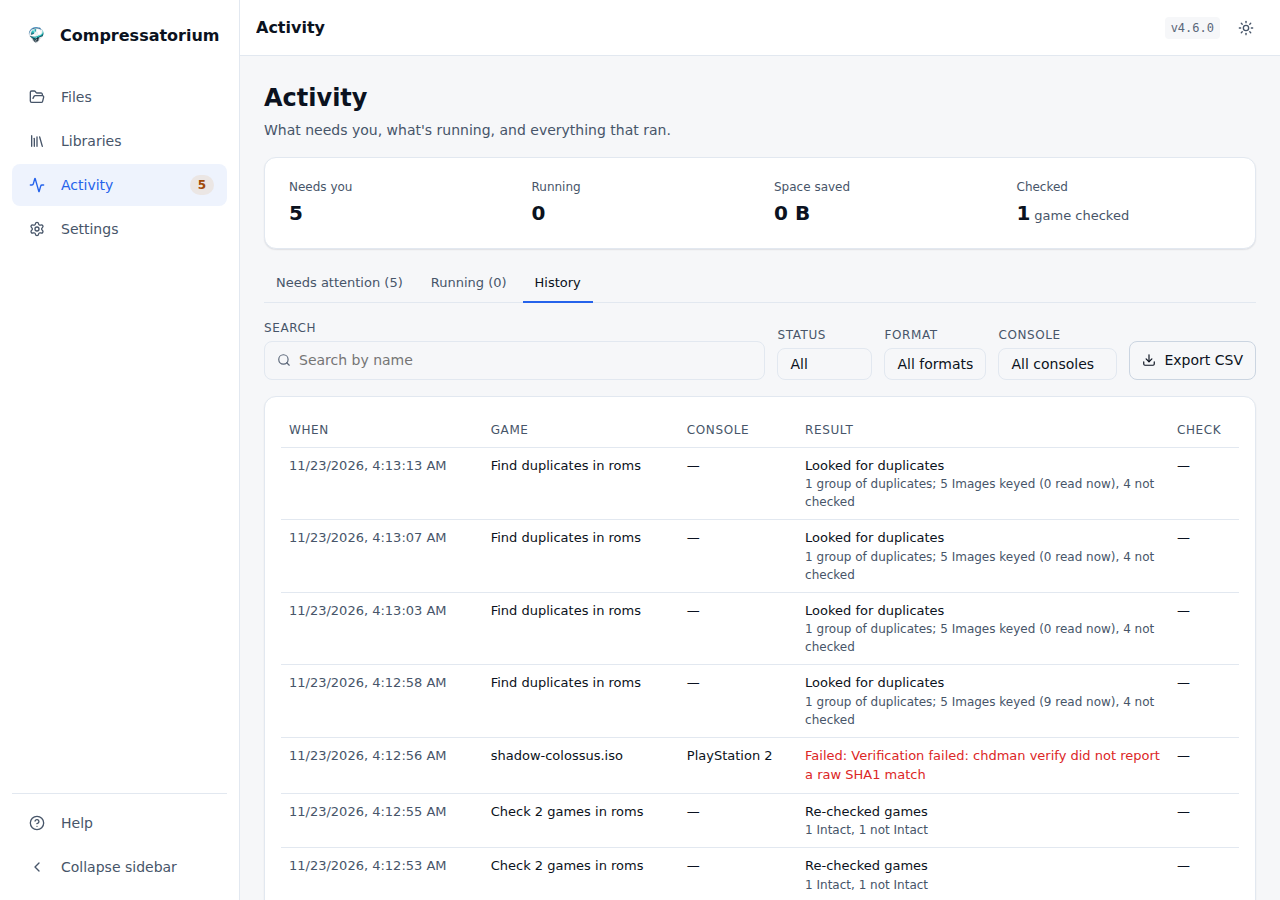 Compressatorium
Files
Libraries
Activity 5
Settings
Help
Collapse sidebar
Activity
v4.6.0
Activity
What needs you, what's running, and everything that ran.
Needs you Running Space saved Checked
5 0 0 B 1 game checked
Needs attention (5) Running (0) History
SEARCH STATUS FORMAT CONSOLE
Search by name All All formats All consoles Export CSV
WHEN GAME CONSOLE RESULT CHECK
11/23/2026, 4:13:13 AM Find duplicates in roms — Looked for duplicates —
1 group of duplicates; 5 Images keyed (0 read now), 4 not
checked
11/23/2026, 4:13:07 AM Find duplicates in roms — Looked for duplicates —
1 group of duplicates; 5 Images keyed (0 read now), 4 not
checked
11/23/2026, 4:13:03 AM Find duplicates in roms — Looked for duplicates —
1 group of duplicates; 5 Images keyed (0 read now), 4 not
checked
11/23/2026, 4:12:58 AM Find duplicates in roms — Looked for duplicates —
1 group of duplicates; 5 Images keyed (9 read now), 4 not
checked
11/23/2026, 4:12:56 AM shadow-colossus.iso PlayStation 2 Failed: Verification failed: chdman verify did not report —
a raw SHA1 match
11/23/2026, 4:12:55 AM Check 2 games in roms — Re-checked games —
1 Intact, 1 not Intact
11/23/2026, 4:12:53 AM Check 2 games in roms — Re-checked games —
1 Intact, 1 not Intact